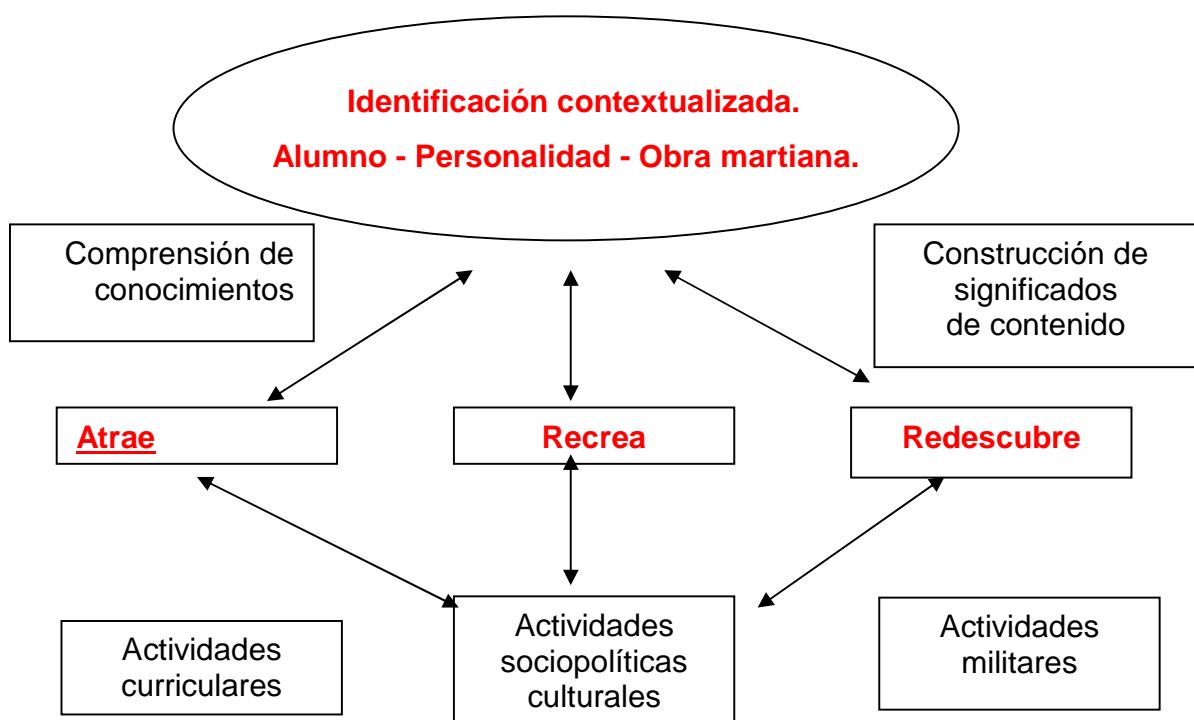 Identificación contextualizada.
Alumno - Personalidad - Obra martiana.
Comprensión de
conocimientos
Construcción de
significados
de contenido
Atrae
Recrea
Redescubre
Actividades
curriculares
Actividades
sociopolíticas
culturales
Actividades
militares